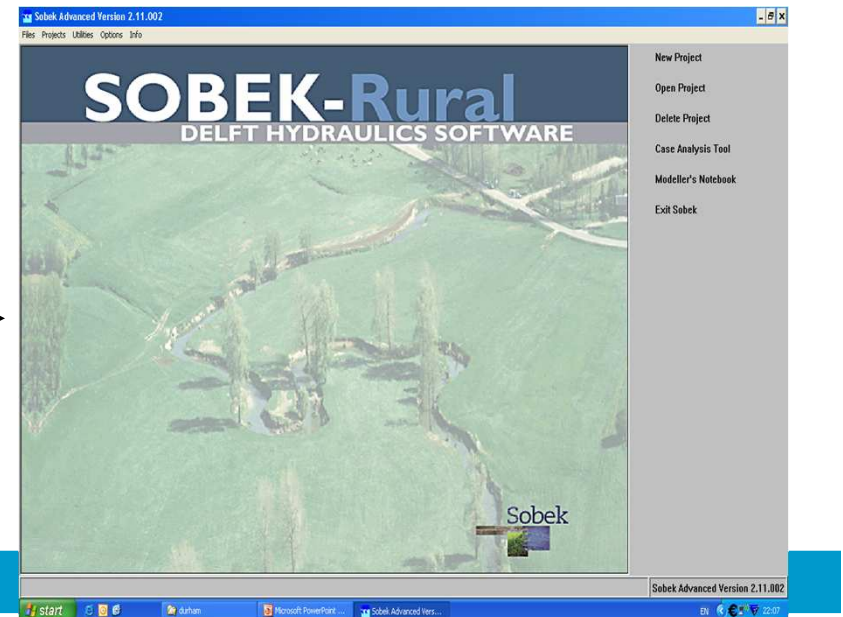 Sobek Advanced Version 2.11.002
Files Projects Utilities Options Info
SOBEK-Rural
DELFT HYDRAULICS SOFTWARE
New Project
Open Project
Delete Project
Case Analysis Tool
Modeller's Notebook
Exit Sobek
Sobek
Sobek Advanced Version 2.11.002
start durham Microsoft PowerPoint ... Sobek Advanced Vers... EN 22:07